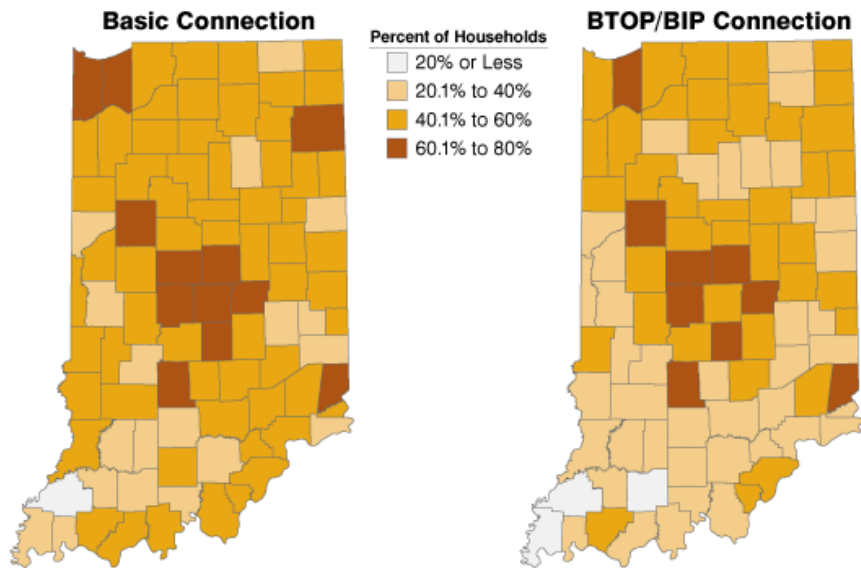 Basic Connection
Percent of Households
20% or Less
20.1% to 40%
40.1% to 60%
60.1% to 80%
BTOP/BIP Connection